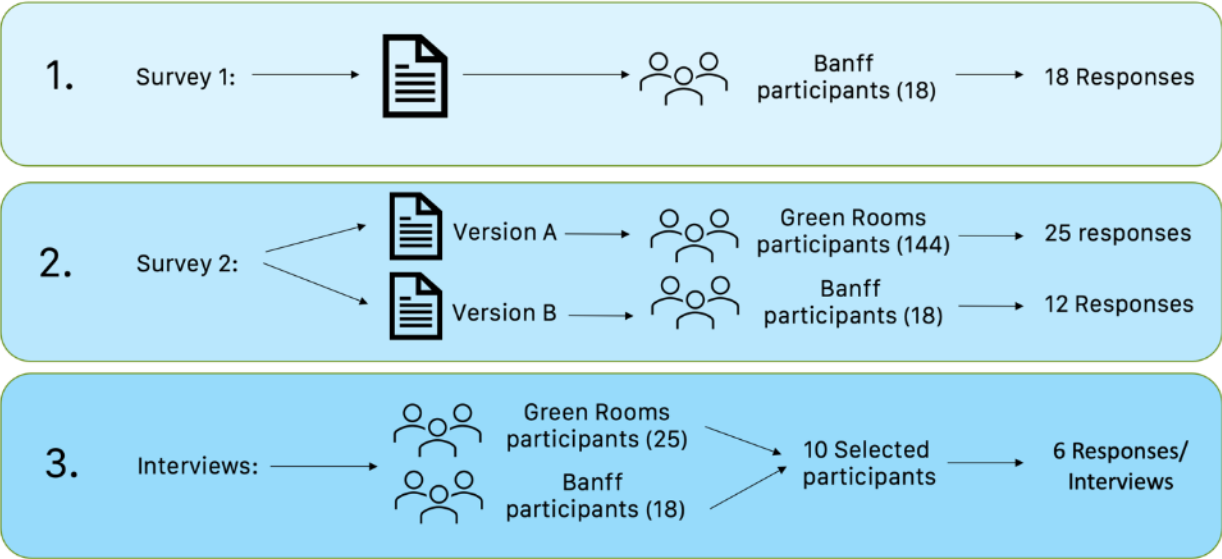 1.
Survey 1:
Banff
participants (18)
18 Responses
2.
Survey 2:
Version A
Green Rooms
participants (144)
25 responses
Version B
Banff
participants (18)
12 Responses
3.
Interviews:
Green Rooms
participants (25)
Banff
participants (18)
10 Selected
participants
6 Responses/
Interviews